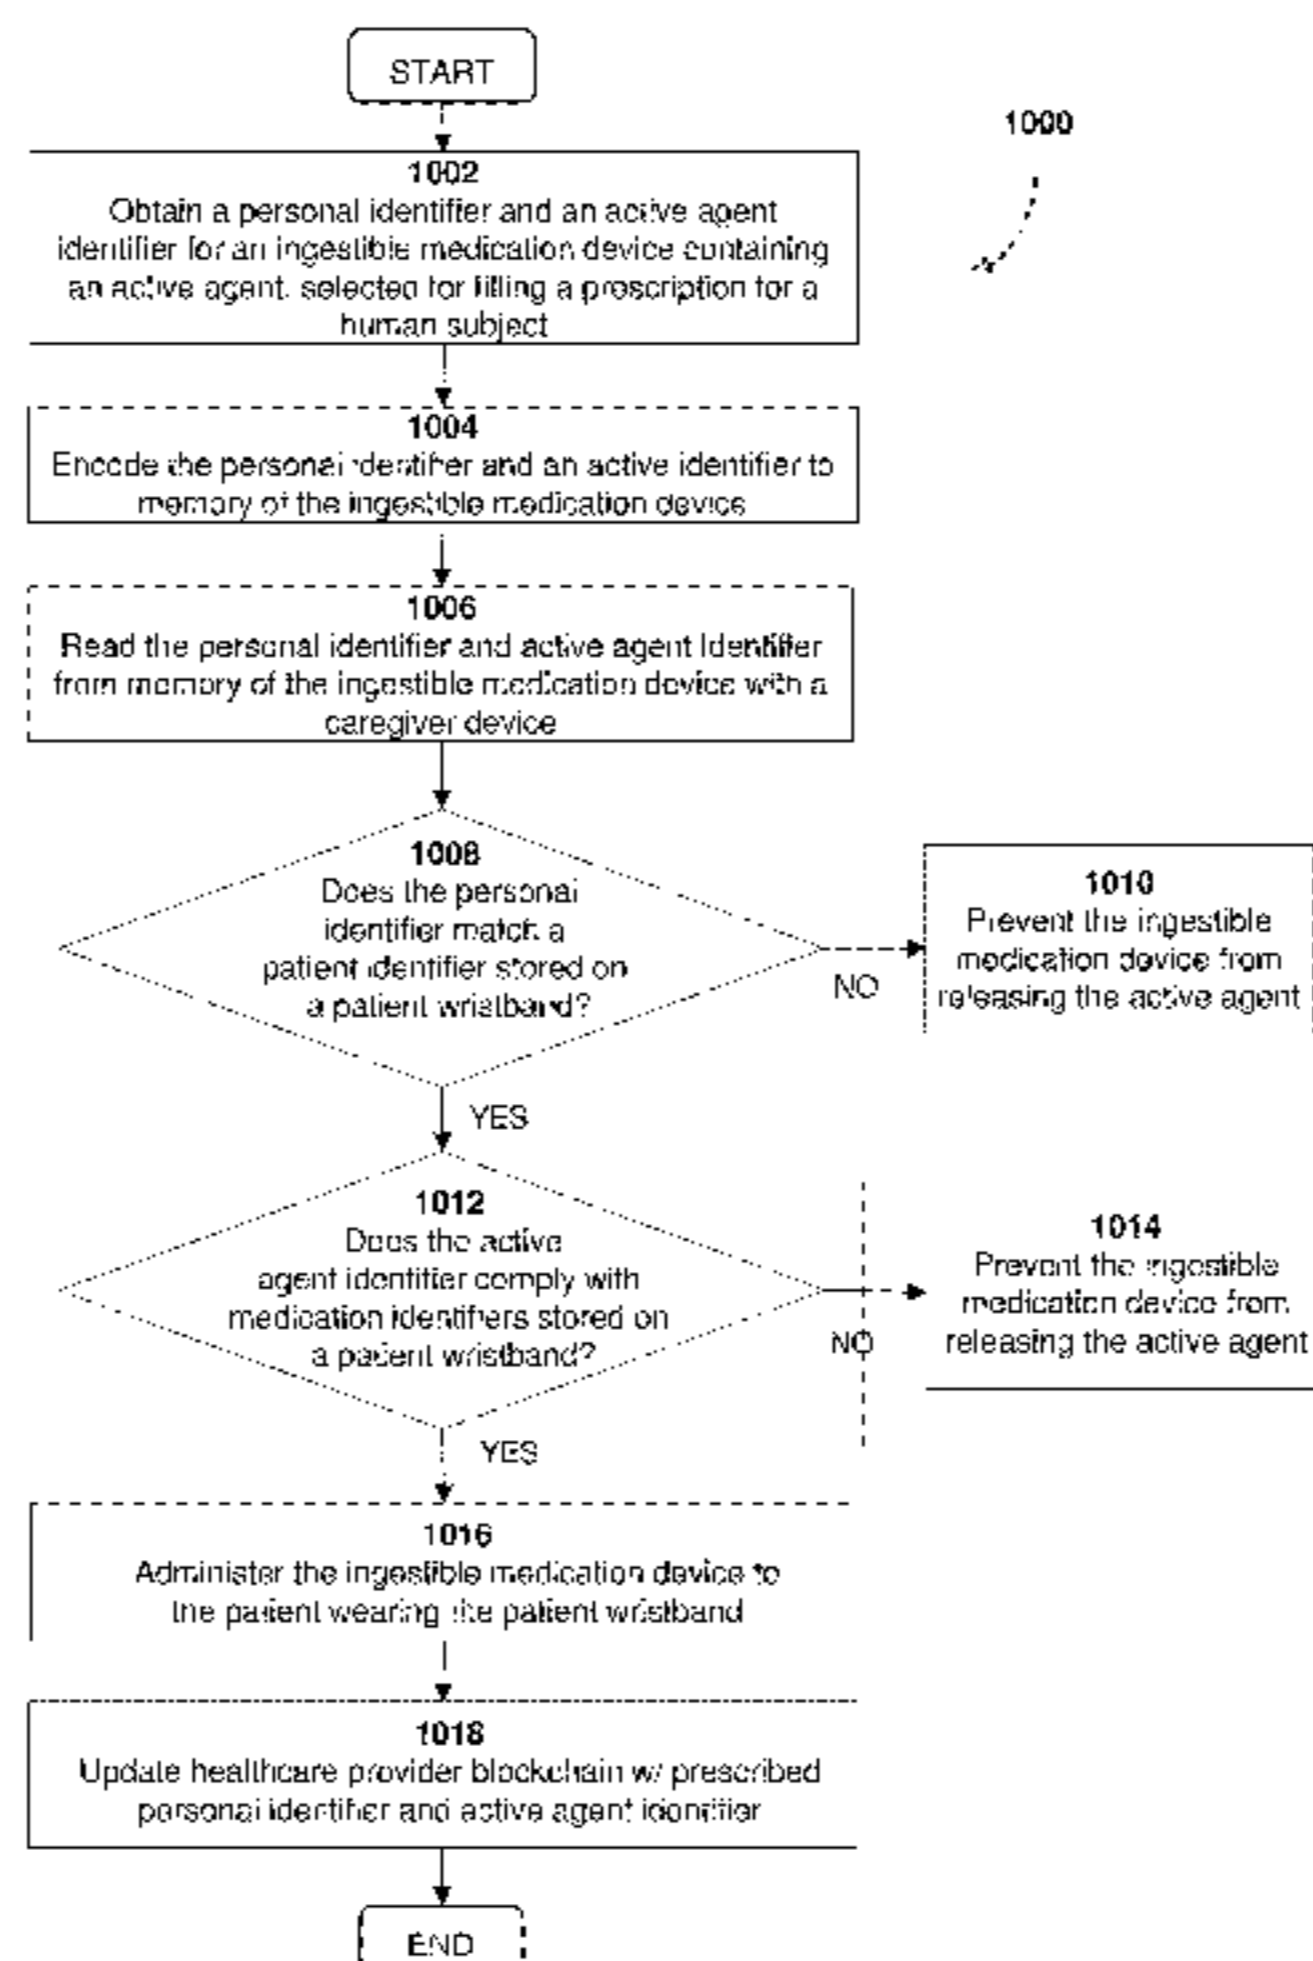 START
1000
1002
Obtain a personal identifier and an active agent
identifier for an ingestible medication device containing
an active agent, selected for filling a prescription for a
human subject
1004
Encode the personal identifier and an active identifier to
memory of the ingestible medication device
1006
Read the personal identifier and active agent identifier
from memory of the ingestible medication device with a
caregiver device
1008
Does the personal
identifier match a
patient identifier stored on
a patient wristband?
NO
1010
Prevent the ingestible
medication device from
releasing the active agent
YES
1012
Does the active
agent identifier comply with
medication identifiers stored on
a patient wristband?
NO
1014
Prevent the ingestible
medication device from
releasing the active agent
YES
1016
Administer the ingestible medication device to
the patient wearing the patient wristband
1018
Update healthcare provider blockchain w/ prescribed
personal identifier and active agent identifier
END